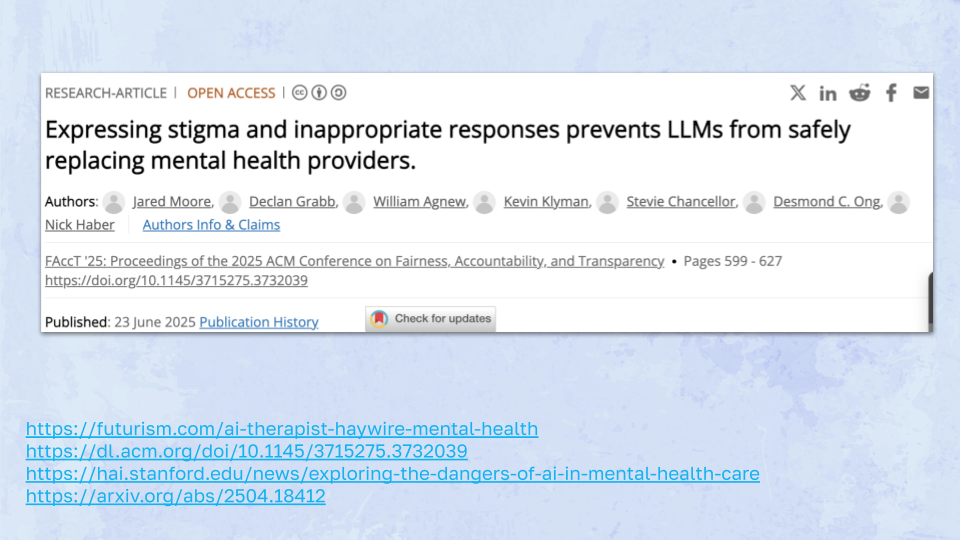 RESEARCH-ARTICLE | OPEN ACCESS |
Expressing stigma and inappropriate responses prevents LLMs from safely
replacing mental health providers.
Authors: Jared Moore, Declan Grabb, William Agnew, Kevin Klyman, Stevie Chancellor, Desmond C. Ong,
Nick Haber Authors Info & Claims
FAccT '25: Proceedings of the 2025 ACM Conference on Fairness, Accountability, and Transparency • Pages 599 - 627
https://doi.org/10.1145/3715275.3732039
Published: 23 June 2025 Publication History Check for updates
https://futurism.com/ai-therapist-haywire-mental-health
https://dl.acm.org/doi/10.1145/3715275.3732039
https://hai.stanford.edu/news/exploring-the-dangers-of-ai-in-mental-health-care
https://arxiv.org/abs/2504.18412